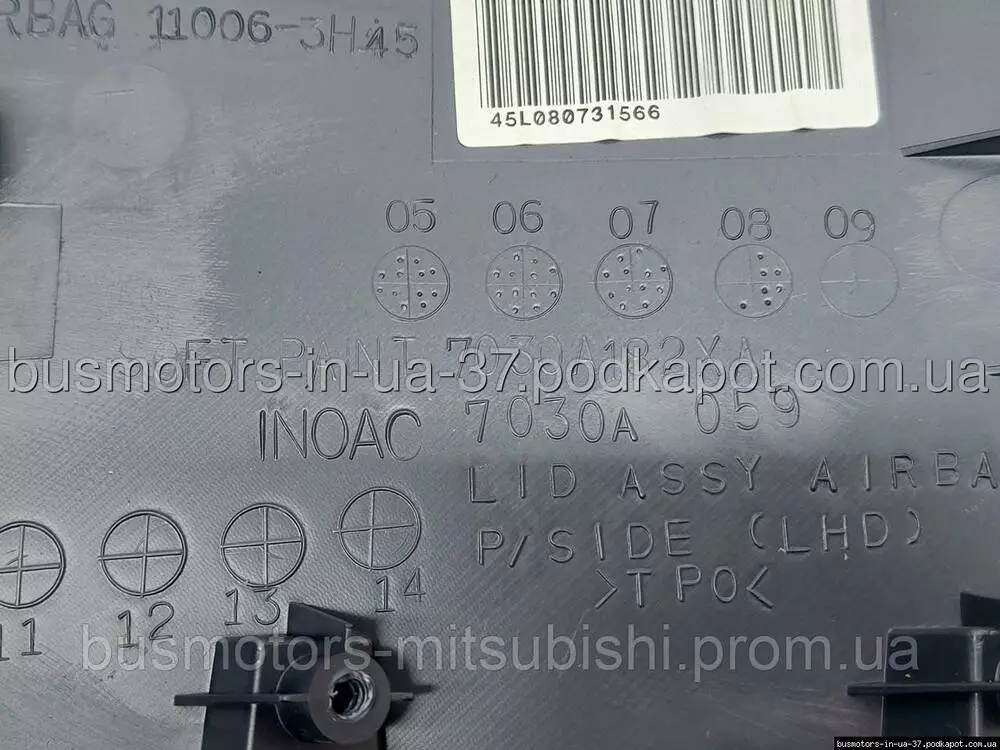 RBAG 11006-3H45
45L080731566
05 06 07 08 09
PAINT 7030A182XA
busmotors-in-ua-37.podkapot.com.ua
INOAC 7030A 059
LID ASSY AIRBA
P/SIDE (LHD)
>TPO<
11 12 13 14
busmotors-mitsubishi.prom.ua
busmotors-in-ua-37.podkapot.com.ua